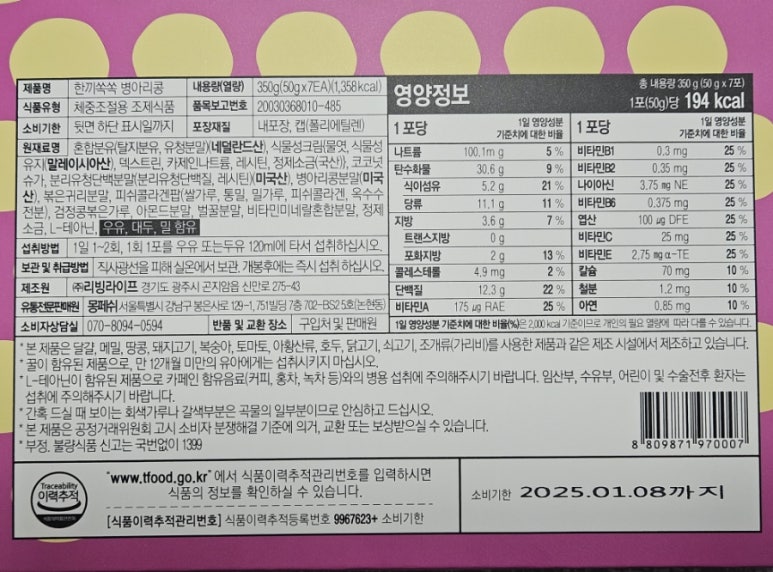 제품명 한끼쏙쏙 병아리콩 내용량(열량) 350g(50g x 7EA)(1,358kcal)
식품유형 체중조절용 조제식품 품목보고번호 20030368010-485
소비기한 뒷면 하단 표시일까지 포장재질 내포장, 캡(폴리에틸렌)
원재료명 혼합분유(탈지분유, 유청분말)(네덜란드산), 식물성크림(물엿, 식물성
유지(말레이시아산), 덱스트린, 카제인나트륨, 레시틴, 정제소금(국산)), 코코넛
슈가, 분리유청단백분말(분리유청단백질, 레시틴)(미국산), 병아리콩분말(미국
산), 볶은귀리분말, 피쉬콜라겐팝(쌀가루, 통밀, 밀가루, 피쉬콜라겐, 옥수수
전분), 검정콩볶은가루, 아몬드분말, 벌꿀분말, 비타민미네랄혼합분말, 정제
소금, L-테아닌, 우유, 대두, 밀 함유
섭취방법 1일 1~2회, 1회 1포를 우유 또는두유 120ml에 타서 섭취하십시오.
보관 및 취급방법 직사광선을 피해 실온에서 보관. 개봉후에는 즉시 섭취 하십시오.
제조원 ㈜리빙라이프 경기도 광주시 곤지암읍 신만로 275-43
유통전문판매원 몽페쉬 서울특별시 강남구 봉은사로 129-1, 751빌딩 7층 702-BS25호(논현동)
소비자상담실 070-8094-0594 반품 및 교환 장소 구입처 및 판매원
영양정보 총 내용량 350 g (50 g x 7포)
1포(50g)당 194 kcal
1포당 1일 영양성분 기준치에 대한 비율 1포당 1일 영양성분 기준치에 대한 비율
나트륨 100.1m g 5 % 비타민B1 0.3 mg 25 %
탄수화물 30.6 g 9 % 비타민B2 0.35 mg 25 %
식이섬유 5.2 g 21 % 나이아신 3.75 mg NE 25 %
당류 11.1 g 11 % 비타민B6 0.375 mg 25 %
지방 3.6 g 7 % 엽산 100 μg DFE 25 %
트랜스지방 0 g 비타민C 25 mg 25 %
포화지방 2 g 13 % 비타민E 2.75 mg α-TE 25 %
콜레스테롤 4.9 mg 2 % 칼슘 70 mg 10 %
단백질 12.3 g 22 % 철분 1.2 mg 10 %
비타민A 175 μg RAE 25 % 아연 0.85 mg 10 %
1일 영양성분 기준치에 대한 비율(%)은 2,000 kcal 기준이므로 개인의 필요 열량에 따라 다를 수 있습니다.
* 본 제품은 달걀, 메밀, 땅콩, 돼지고기, 복숭아, 토마토, 아황산류, 호두, 닭고기, 쇠고기, 조개류(가리비)를 사용한 제품과 같은 제조 시설에서 제조하고 있습니다.
* 꿀이 함유된 제품으로, 만 12개월 미만의 유아에게는 섭취시키지 마십시오.
* L-테아닌이 함유된 제품으로 카페인 함유음료(커피, 홍차, 녹차 등)와의 병용 섭취에 주의해주시기 바랍니다. 임산부, 수유부, 어린이 및 수술전후 환자는
섭취에 주의해주시기 바랍니다.
* 간혹 드실 때 보이는 회색가루나 갈색부분은 곡물의 일부분이므로 안심하고 드십시오.
* 본 제품은 공정거래위원회 고시 소비자 분쟁해결 기준에 의거, 교환 또는 보상받으실 수 있습니다.
* 부정. 불량식품 신고는 국번없이 1399
8 809871 970007
Traceability
이력추적
"www.tfood.go.kr" 에서 식품이력추적관리번호를 입력하시면
식품의 정보를 확인하실 수 있습니다.
[식품이력추적관리번호] 식품이력추적등록번호 9967623+ 소비기한
소비기한 2025.01.08까지